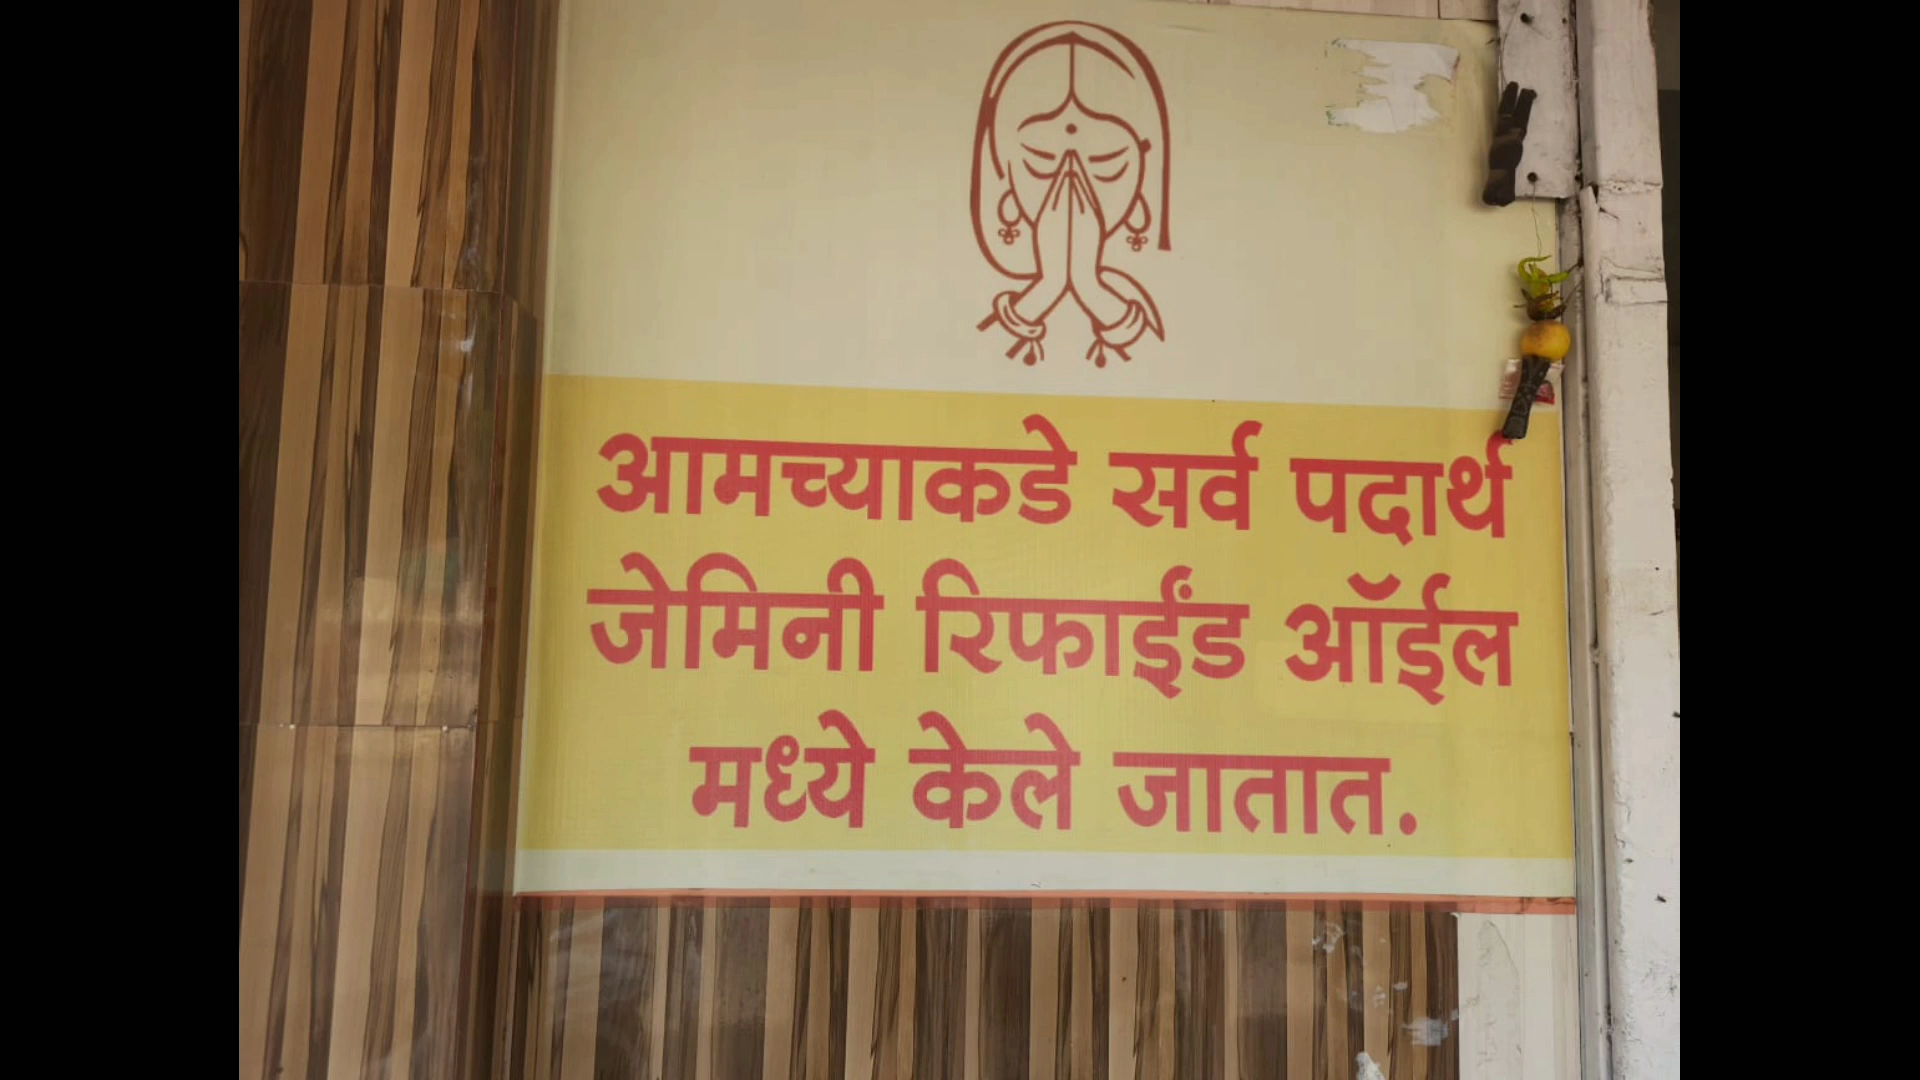 आमच्याकडे सर्व पदार्थ
जेमिनी रिफाईंड ऑईल
मध्ये केले जातात.